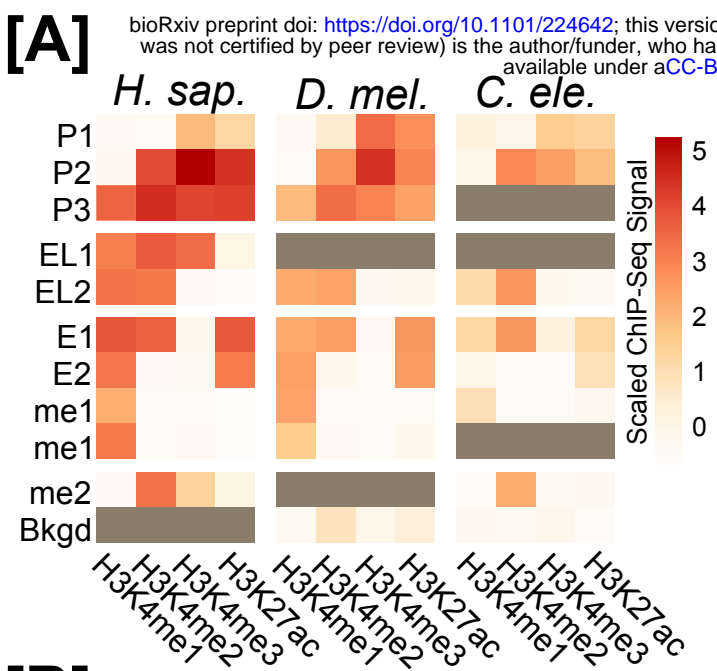 bioRxiv preprint doi: https://doi.org/10.1101/224642; this versio
[A]
was not certified by peer review) is the author/funder, who ha
available under aCC-B
H. sap. D. mel. C. ele.
P1
P2
P3
EL1
EL2
E1
E2
me1
me1
me2
Bkgd
H3K4me1 H3K4me2 H3K4me3 H3K27ac H3K4me1 H3K4me2 H3K4me3 H3K27ac H3K4me1 H3K4me2 H3K4me3 H3K27ac
Scaled ChIP-Seq Signal
5
4
3
2
1
0